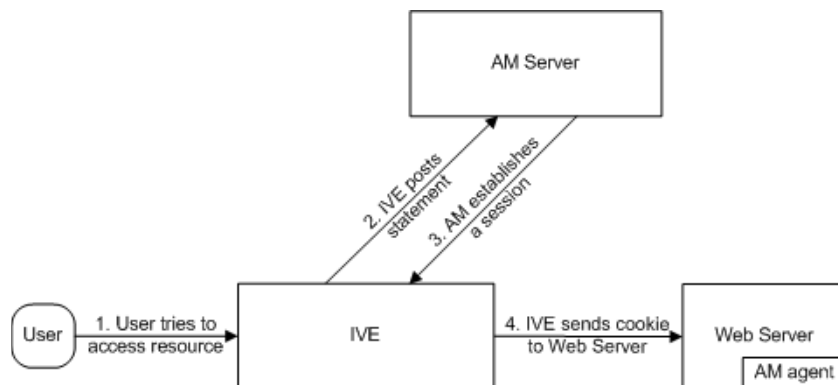 AM Server
2. IVE posts
statement
3. AM establishes
a session
User
1. User tries to
access resource
IVE
4. IVE sends cookie
to Web Server
Web Server
AM agent